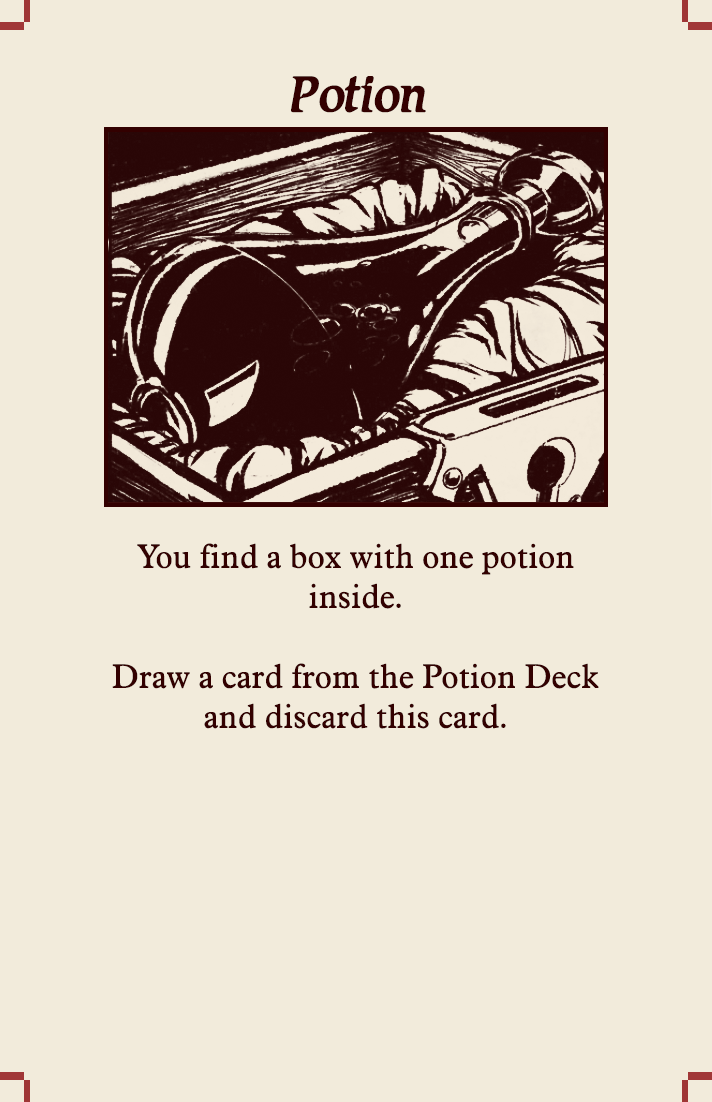 Potion
You find a box with one potion
inside.
Draw a card from the Potion Deck
and discard this card.